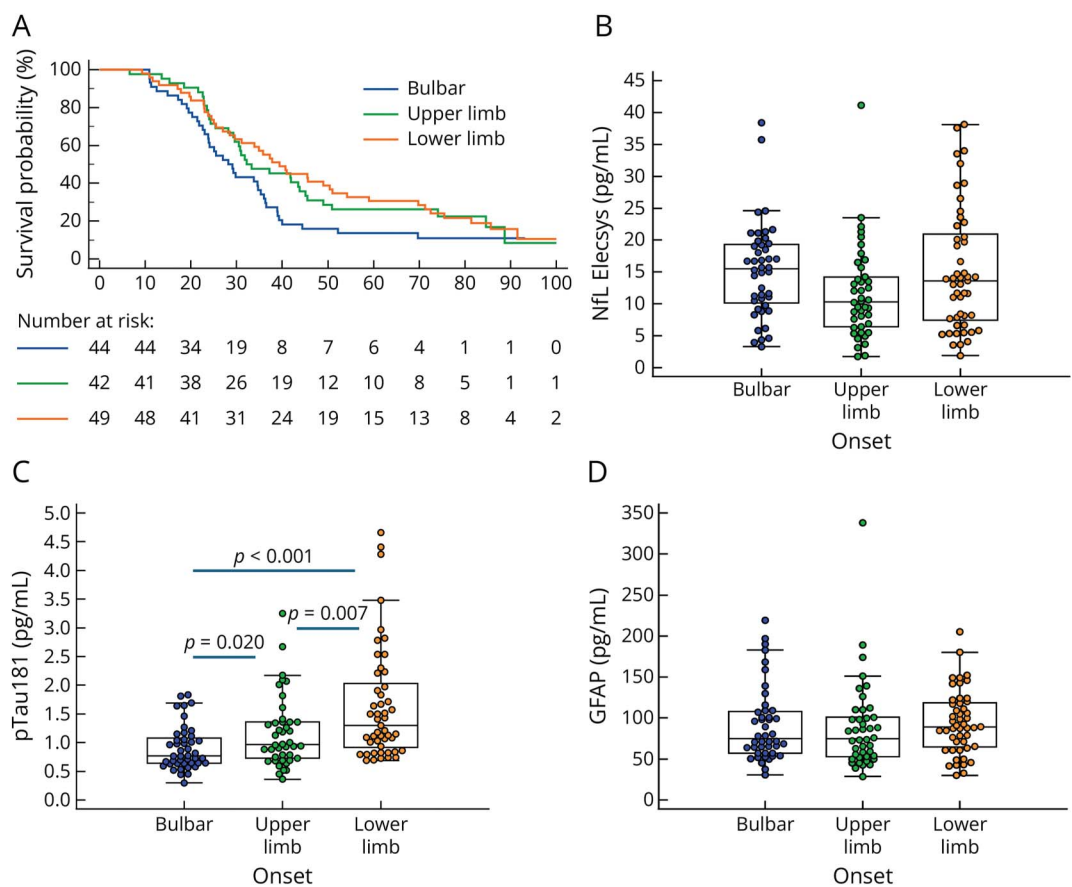 A
Survival probability (%)
100
80
60
40
20
0
Bulbar
Upper limb
Lower limb
0 10 20 30 40 50 60 70 80 90 100
Number at risk:
44 44 34 19 8 7 6 4 1 1 0
42 41 38 26 19 12 10 8 5 1 1
49 48 41 31 24 19 15 13 8 4 2
B
NfL Elecsys (pg/mL)
45
40
35
30
25
20
15
10
5
0
Bulbar Upper limb Lower limb
Onset
C
pTau181 (pg/mL)
5.0
4.5
4.0
3.5
3.0
2.5
2.0
1.5
1.0
0.5
0.0
p < 0.001
p = 0.007
p = 0.020
Bulbar Upper limb Lower limb
Onset
D
GFAP (pg/mL)
350
300
250
200
150
100
50
0
Bulbar Upper limb Lower limb
Onset